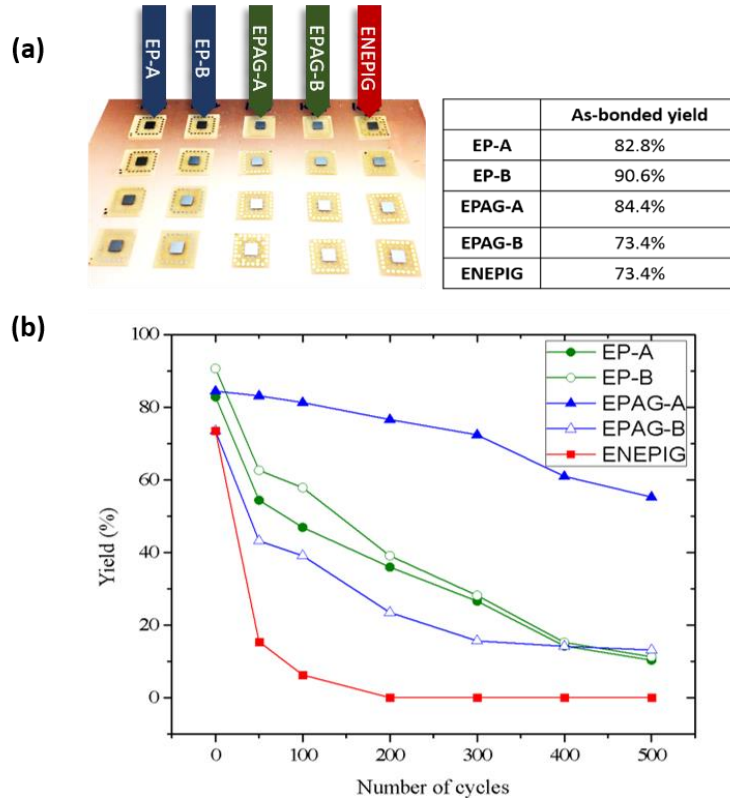 (a)
EP-A
EP-B
EPAG-A
EPAG-B
ENEPIG
As-bonded yield
EP-A 82.8%
EP-B 90.6%
EPAG-A 84.4%
EPAG-B 73.4%
ENEPIG 73.4%
(b)
100
80
60
40
20
0
Yield (%)
EP-A
EP-B
EPAG-A
EPAG-B
ENEPIG
0 100 200 300 400 500
Number of cycles